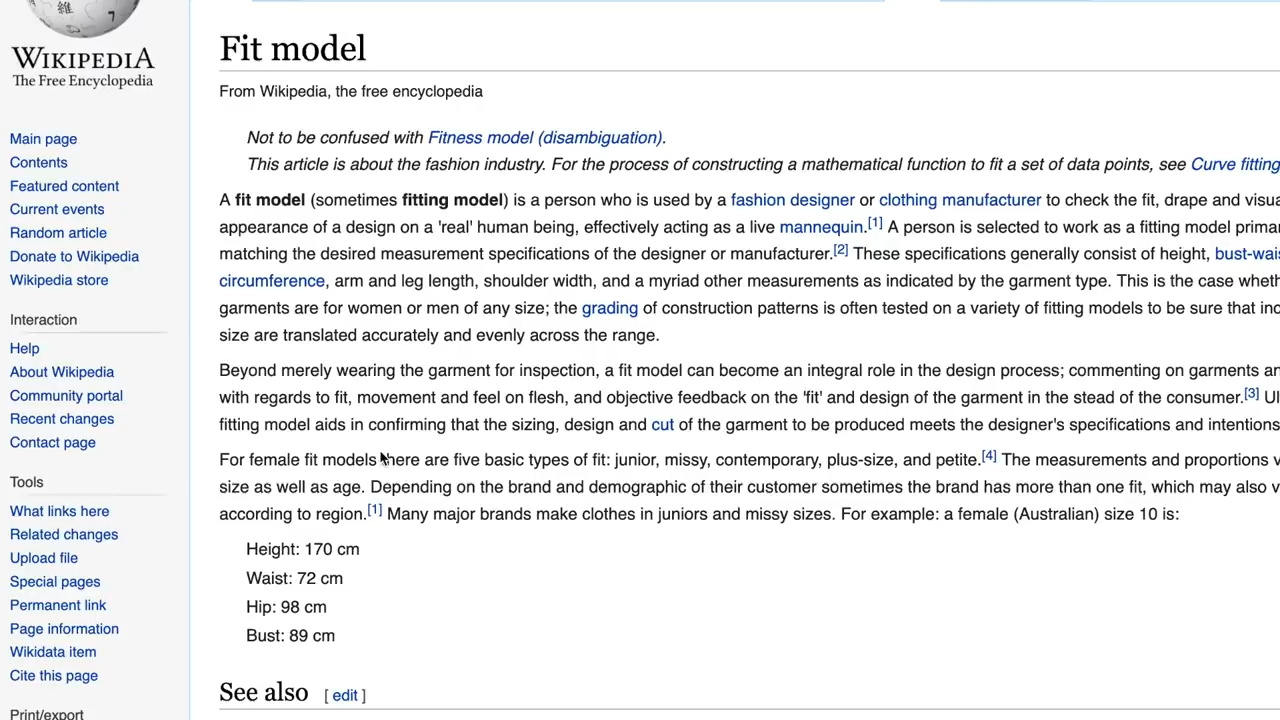 維
WIKIPEDIA
The Free Encyclopedia
Main page
Contents
Featured content
Current events
Random article
Donate to Wikipedia
Wikipedia store
Interaction
Help
About Wikipedia
Community portal
Recent changes
Contact page
Tools
What links here
Related changes
Upload file
Special pages
Permanent link
Page information
Wikidata item
Cite this page
Print/export
Fit model
From Wikipedia, the free encyclopedia
Not to be confused with Fitness model (disambiguation).
This article is about the fashion industry. For the process of constructing a mathematical function to fit a set of data points, see Curve fitting
A fit model (sometimes fitting model) is a person who is used by a fashion designer or clothing manufacturer to check the fit, drape and visu
appearance of a design on a 'real' human being, effectively acting as a live mannequin.[1] A person is selected to work as a fitting model prima
matching the desired measurement specifications of the designer or manufacturer.[2] These specifications generally consist of height, bust-wai
circumference, arm and leg length, shoulder width, and a myriad other measurements as indicated by the garment type. This is the case wheth
garments are for women or men of any size; the grading of construction patterns is often tested on a variety of fitting models to be sure that inc
size are translated accurately and evenly across the range.
Beyond merely wearing the garment for inspection, a fit model can become an integral role in the design process; commenting on garments an
with regards to fit, movement and feel on flesh, and objective feedback on the 'fit' and design of the garment in the stead of the consumer.[3] Ul
fitting model aids in confirming that the sizing, design and cut of the garment to be produced meets the designer's specifications and intentions
For female fit models there are five basic types of fit: junior, missy, contemporary, plus-size, and petite.[4] The measurements and proportions v
size as well as age. Depending on the brand and demographic of their customer sometimes the brand has more than one fit, which may also v
according to region.[1] Many major brands make clothes in juniors and missy sizes. For example: a female (Australian) size 10 is:
Height: 170 cm
Waist: 72 cm
Hip: 98 cm
Bust: 89 cm
See also [ edit ]